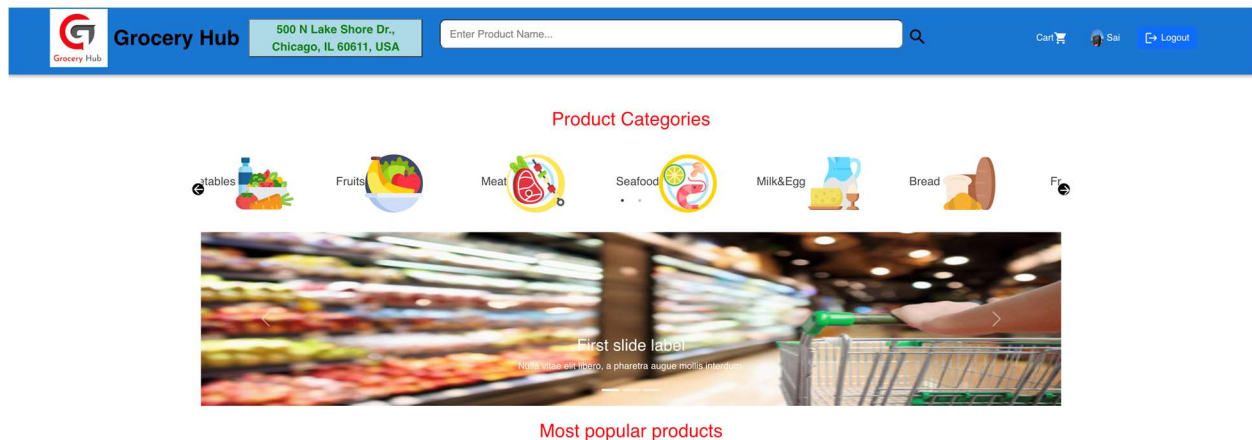 Grocery Hub
Grocery Hub
500 N Lake Shore Dr.,
Chicago, IL 60611, USA
Enter Product Name...
Cart
Sai
Logout
Product Categories
etables
Fruits
Meat
Seafood
Milk&Egg
Bread
Fr
First slide label
Nulla vitae elit libero, a pharetra augue mollis interdum.
Most popular products